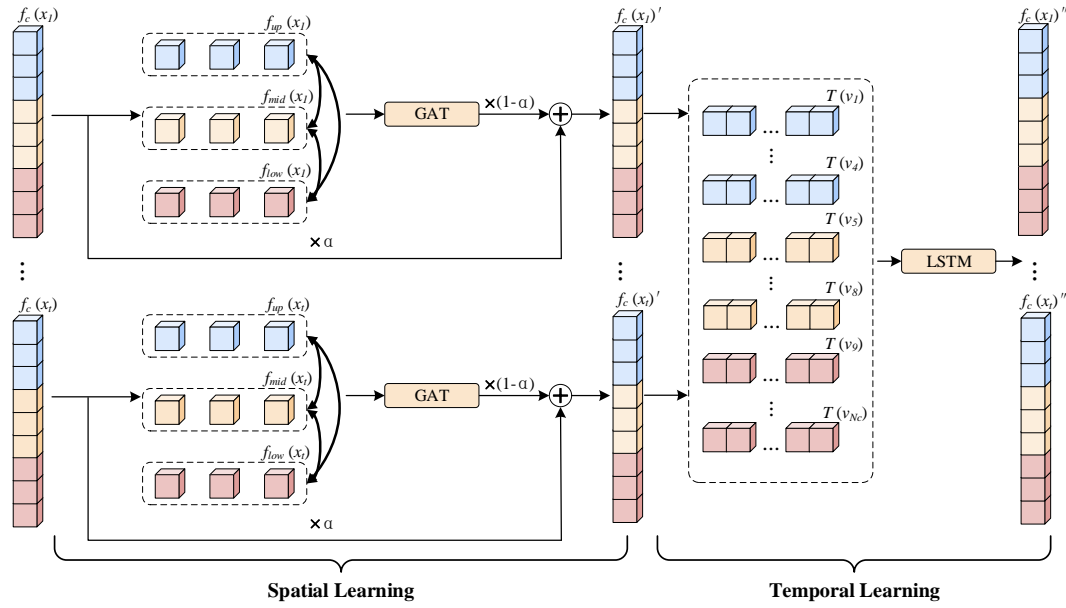 f_c (x_1)
f_up (x_1)
f_mid (x_1)
f_low (x_1)
GAT
×(1-α)
+
× α
f_c (x_1)′
T (v_1)
...
⋮
T (v_4)
...
T (v_5)
...
⋮
T (v_8)
...
T (v_9)
...
⋮
T (v_Nc)
...
LSTM
f_c (x_1)″
⋮
⋮
⋮
f_c (x_t)
f_up (x_t)
f_mid (x_t)
f_low (x_t)
GAT
×(1-α)
+
× α
f_c (x_t)′
f_c (x_t)″
Spatial Learning
Temporal Learning